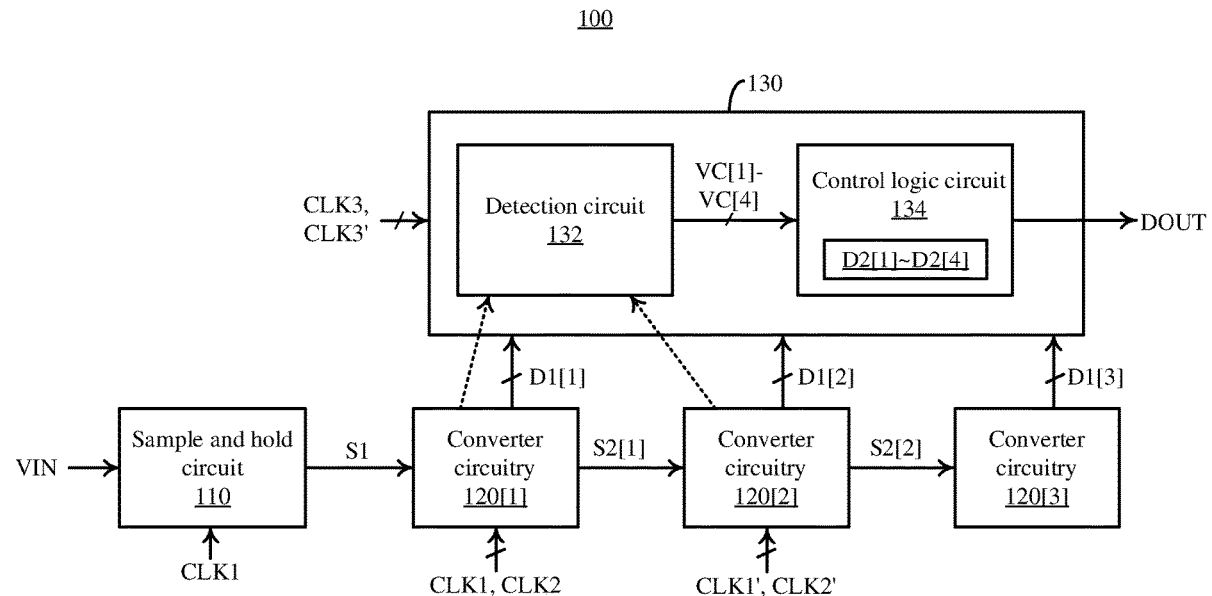 100
130
Detection circuit
132
VC[1]-
VC[4]
Control logic circuit
134
D2[1]~D2[4]
CLK3,
CLK3'
DOUT
D1[1]
D1[2]
D1[3]
VIN
Sample and hold
circuit
110
S1
Converter
circuitry
120[1]
S2[1]
Converter
circuitry
120[2]
S2[2]
Converter
circuitry
120[3]
CLK1
CLK1, CLK2
CLK1', CLK2'